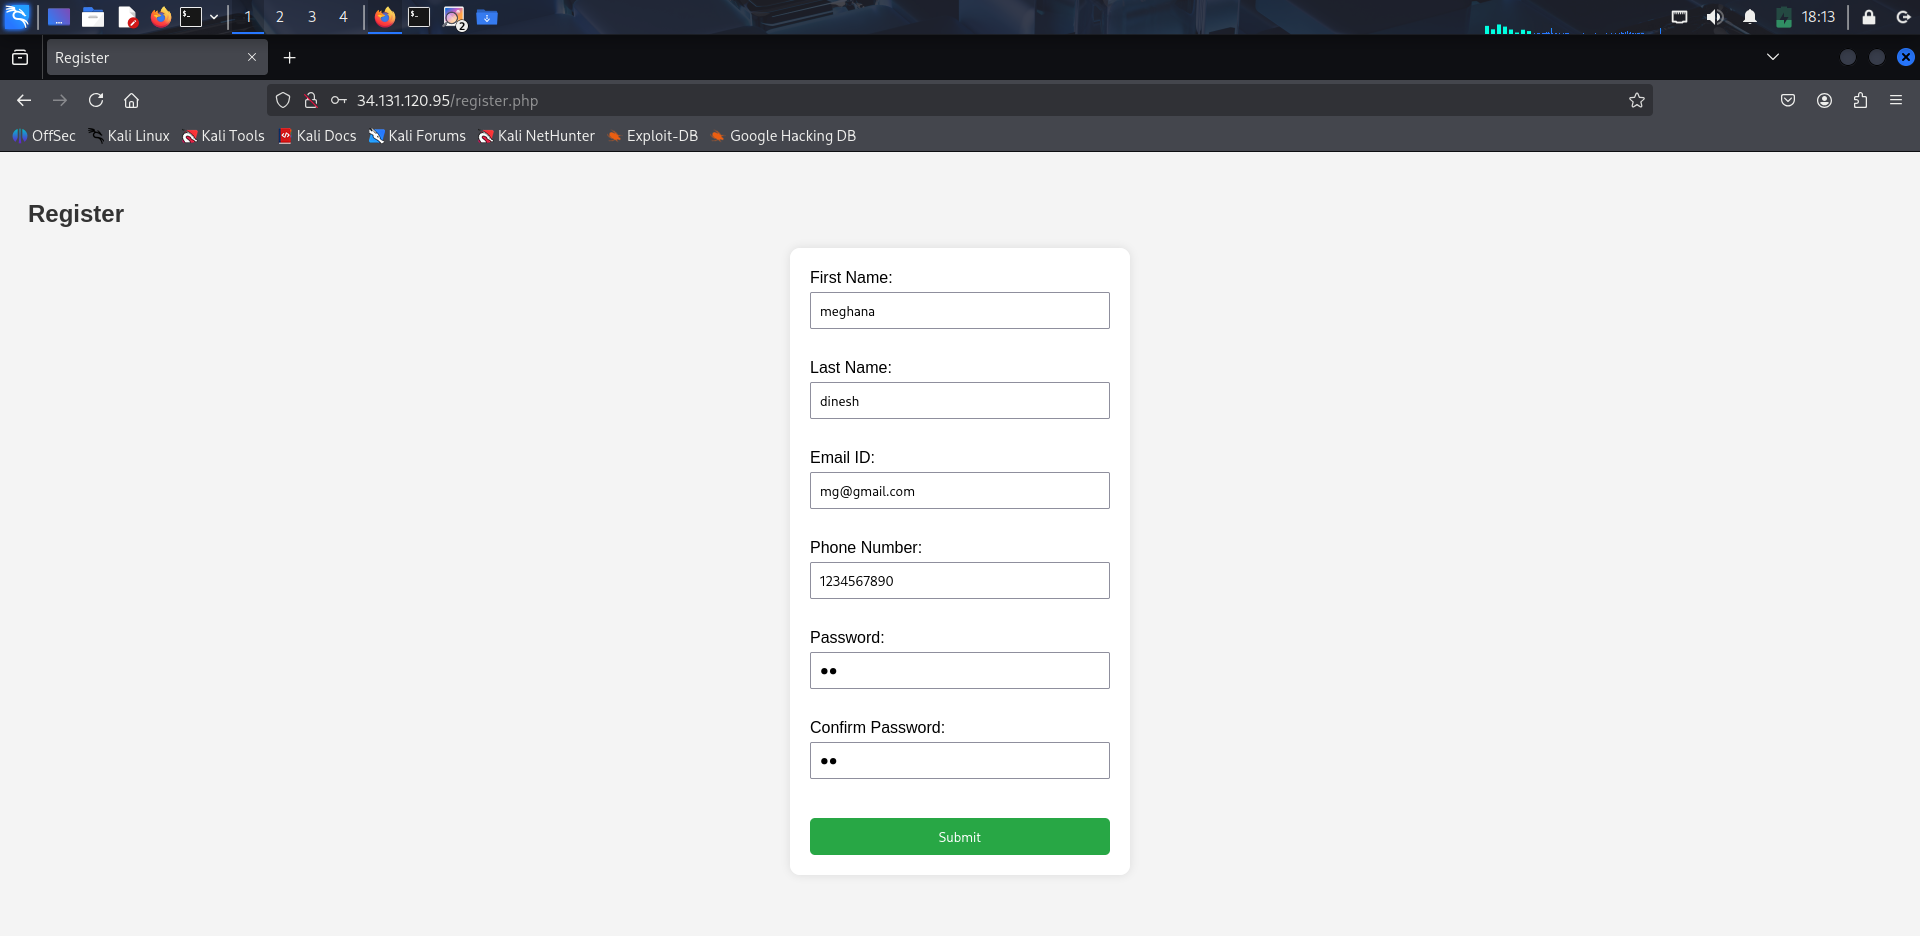 1 2 3 4 2 18:13
Register
34.131.120.95/register.php
OffSec Kali Linux Kali Tools Kali Docs Kali Forums Kali NetHunter Exploit-DB Google Hacking DB
Register
First Name:
meghana
Last Name:
dinesh
Email ID:
mg@gmail.com
Phone Number:
1234567890
Password:
••
Confirm Password:
••
Submit